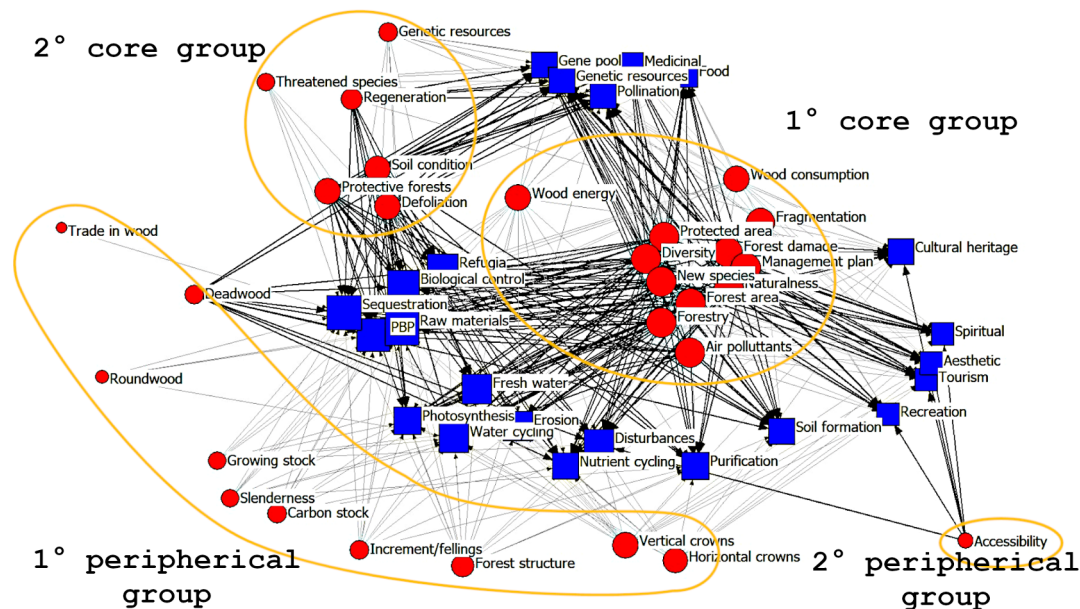 2° core group
Genetic resources
Gene pool
Medicinal
Food
Threatened species
Genetic resources
Regeneration
Pollination
1° core group
Soil condition
Wood consumption
Protective forests
Wood energy
Defoliation
Fragmentation
Trade in wood
Protected area
Forest damade
Cultural heritage
Diversity
Management plan
Refugia
Biological control
New species
Naturalness
Deadwood
Sequestration
Forest area
PBP
Raw materials
Forestry
Spiritual
Air polluttants
Aesthetic
Roundwood
Fresh water
Tourism
Photosynthesis
Erosion
Recreation
Water cycling
Disturbances
Soil formation
Growing stock
Nutrient cycling
Purification
Slenderness
Carbon stock
Increment/fellings
Vertical crowns
Accessibility
1° peripherical
group
Forest structure
Horizontal crowns
2° peripherical
group